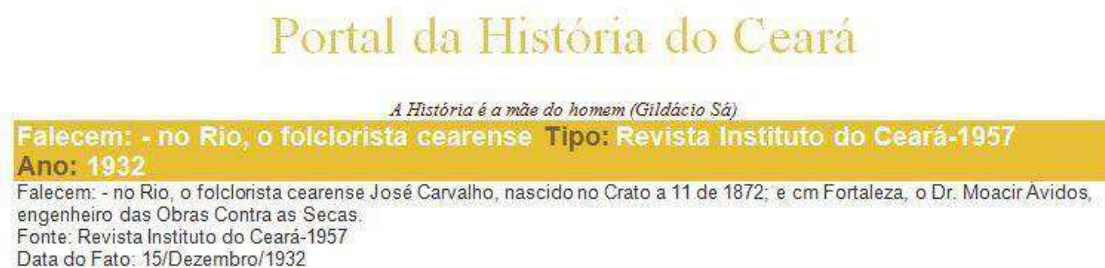 Portal da História do Ceará
A História é a mãe do homem (Gildácio Sá)
Falecem: - no Rio, o folclorista cearense Tipo: Revista Instituto do Ceará-1957
Ano: 1932
Falecem: - no Rio, o folclorista cearense José Carvalho, nascido no Crato a 11 de 1872; e cm Fortaleza, o Dr. Moacir Ávidos,
engenheiro das Obras Contra as Secas.
Fonte: Revista Instituto do Ceará-1957
Data do Fato: 15/Dezembro/1932